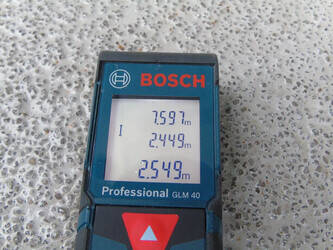 BOSCH
7.597m
I
2.449m
2.549m
Professional GLM 40